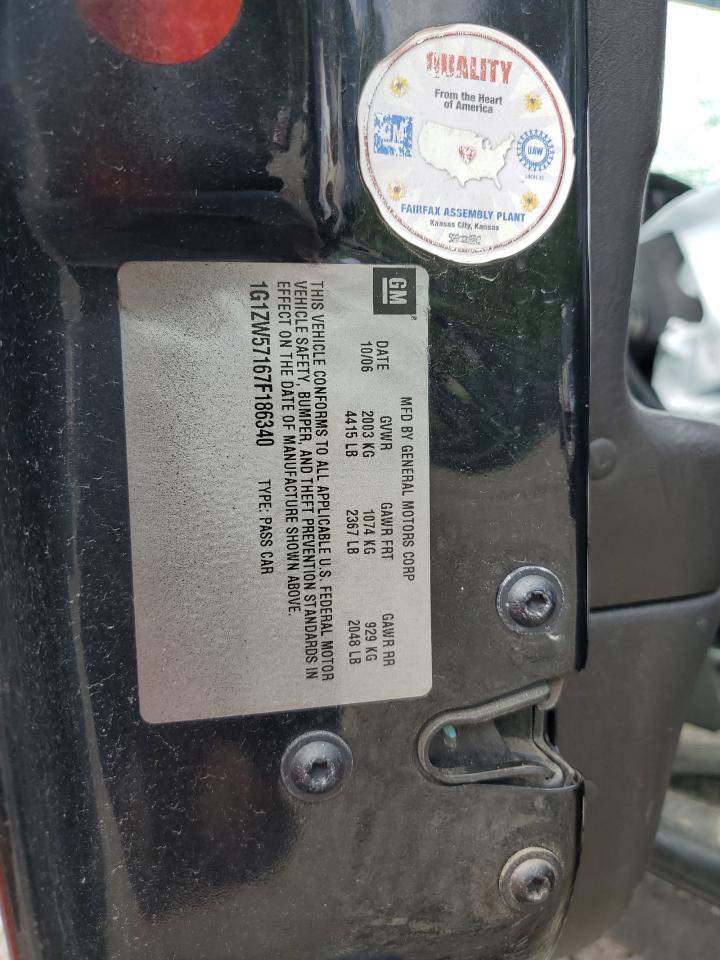 QUALITY
From the Heart
of America
GM
UAW
FAIRFAX ASSEMBLY PLANT
Kansas City, Kansas
GM
MFD BY GENERAL MOTORS CORP
DATE GVWR GAWR FRT GAWR RR
10/06 2003 KG 1074 KG 929 KG
4415 LB 2367 LB 2048 LB
THIS VEHICLE CONFORMS TO ALL APPLICABLE U.S. FEDERAL MOTOR
VEHICLE SAFETY, BUMPER, AND THEFT PREVENTION STANDARDS IN
EFFECT ON THE DATE OF MANUFACTURE SHOWN ABOVE.
1G1ZW57167F186340 TYPE: PASS CAR